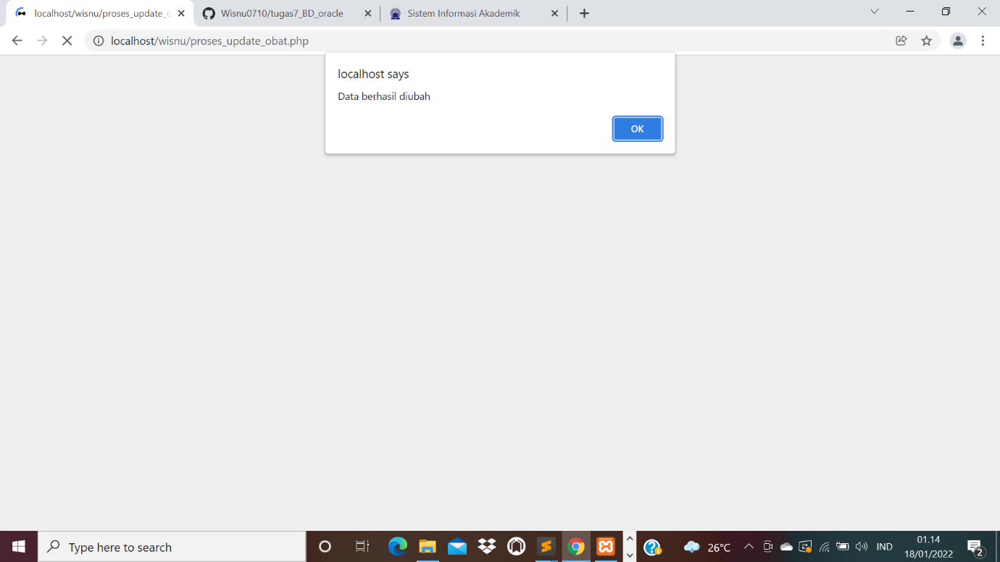 localhost/wisnu/proses_update_o
Wisnu0710/tugas7_BD_oracle
Sistem Informasi Akademik
localhost/wisnu/proses_update_obat.php
localhost says
Data berhasil diubah
OK
Type here to search
26°C
IND
01.14
18/01/2022
2